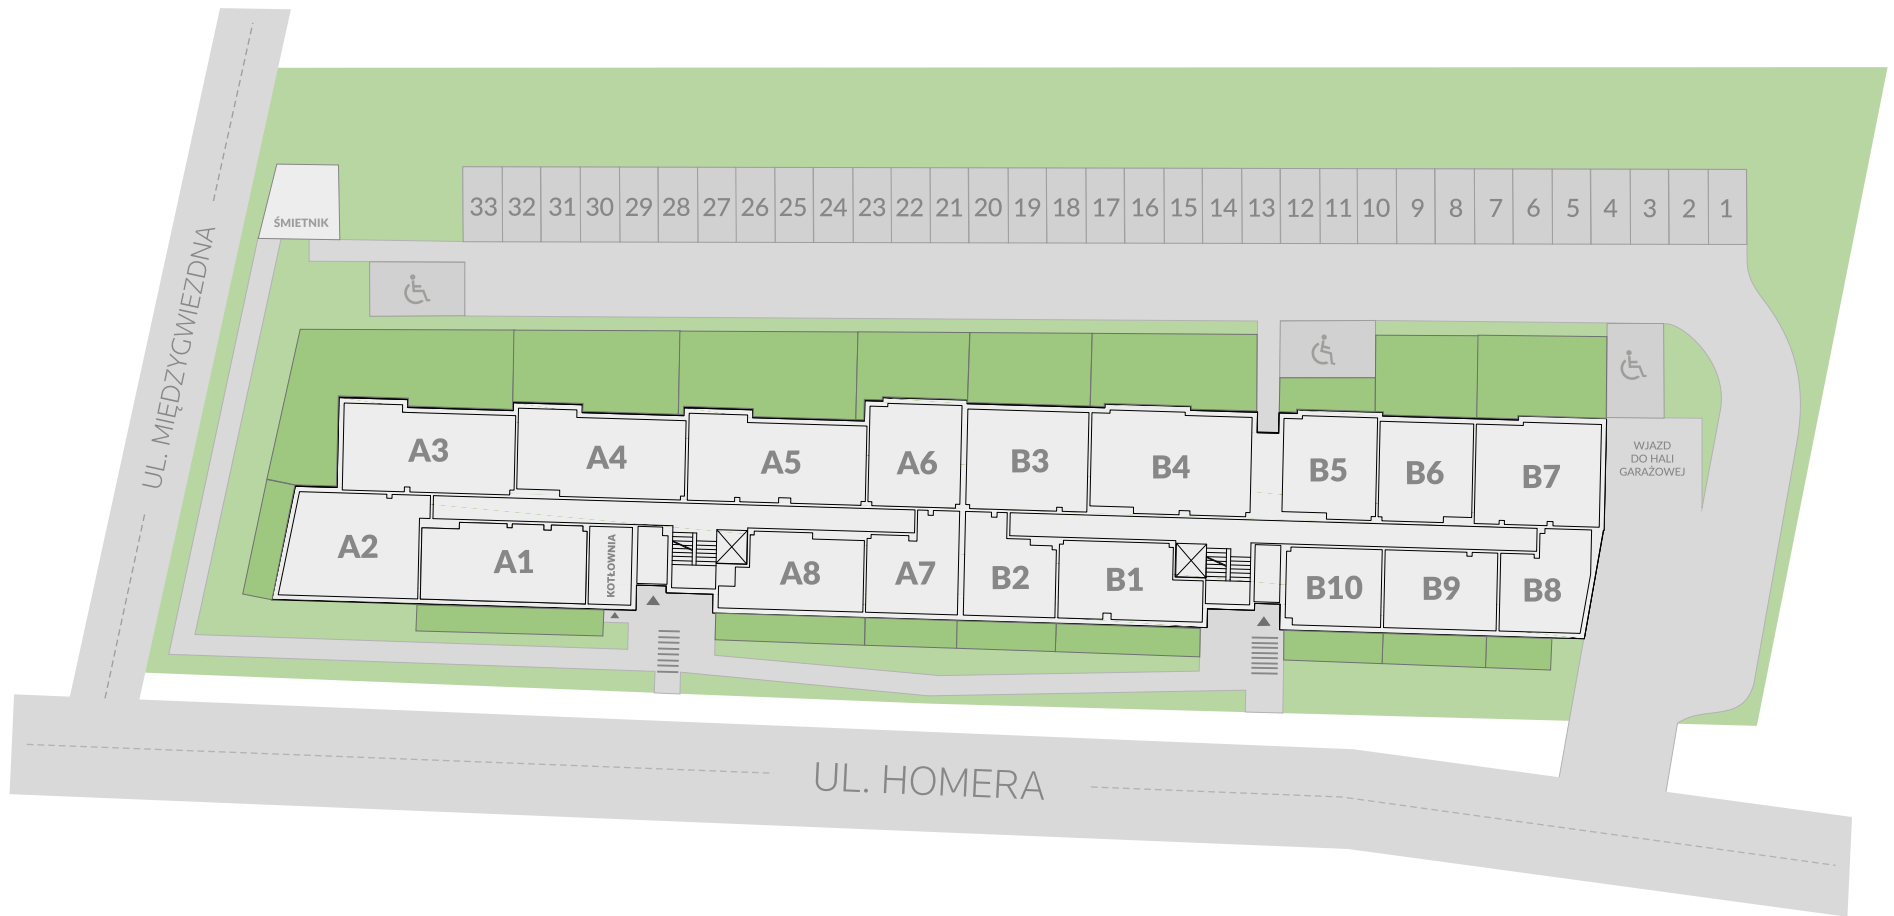 33 32 31 30 29 28 27 26 25 24 23 22 21 20 19 18 17 16 15 14 13 12 11 10 9 8 7 6 5 4 3 2 1
ŚMIETNIK
UL. MIĘDZYGWIEZDNA
A3 A4 A5 A6 B3 B4 B5 B6 B7
WJAZD
DO HALI
GARAŻOWEJ
A2 A1 KOTŁOWNIA A8 A7 B2 B1 B10 B9 B8
UL. HOMERA